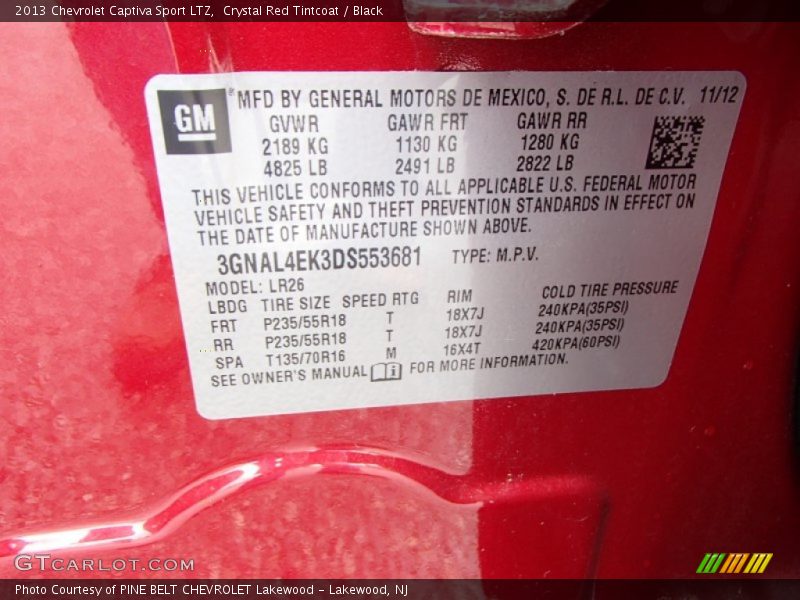 2013 Chevrolet Captiva Sport LTZ, Crystal Red Tintcoat / Black
GM ® MFD BY GENERAL MOTORS DE MEXICO, S. DE R.L. DE C.V. 11/12
GVWR GAWR FRT GAWR RR
2189 KG 1130 KG 1280 KG
4825 LB 2491 LB 2822 LB
THIS VEHICLE CONFORMS TO ALL APPLICABLE U.S. FEDERAL MOTOR
VEHICLE SAFETY AND THEFT PREVENTION STANDARDS IN EFFECT ON
THE DATE OF MANUFACTURE SHOWN ABOVE.
3GNAL4EK3DS553681 TYPE: M.P.V.
MODEL: LR26
LBDG TIRE SIZE SPEED RTG RIM COLD TIRE PRESSURE
FRT P235/55R18 T 18X7J 240KPA(35PSI)
RR P235/55R18 T 18X7J 240KPA(35PSI)
SPA T135/70R16 M 16X4T 420KPA(60PSI)
SEE OWNER'S MANUAL FOR MORE INFORMATION.
GTCARLOT.COM
Photo Courtesy of PINE BELT CHEVROLET Lakewood - Lakewood, NJ